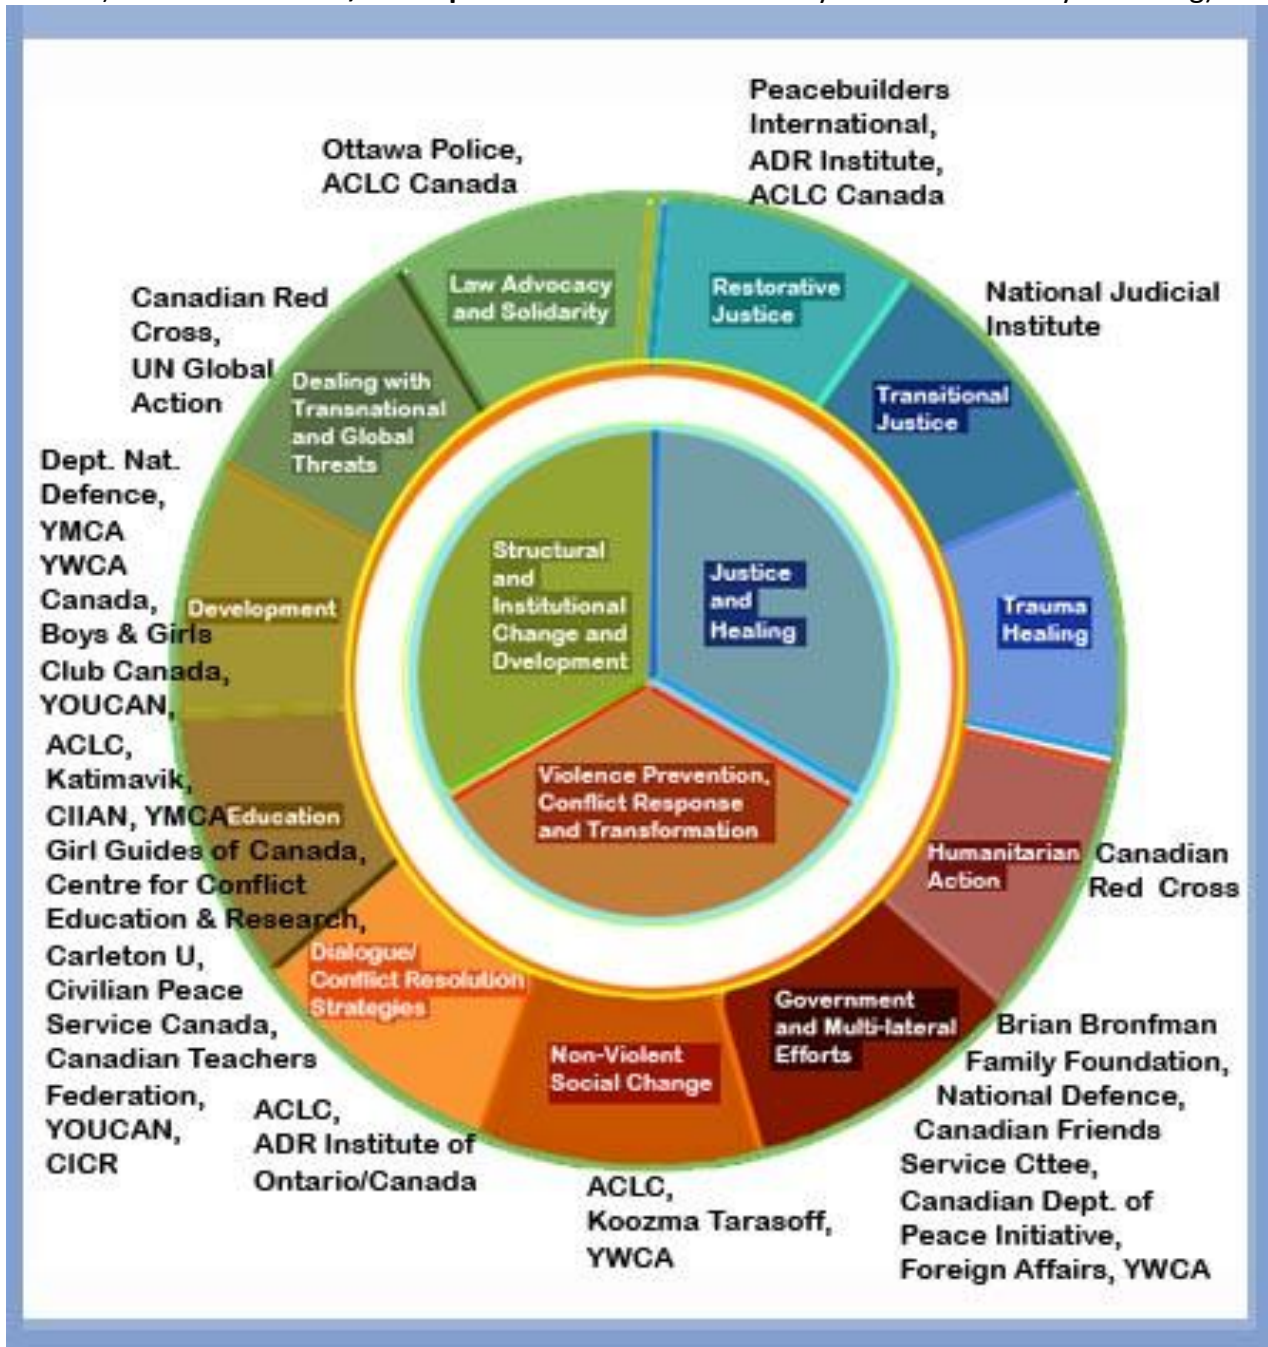 Peacebuilders
International,
ADR Institute,
ACLC Canada
Ottawa Police,
ACLC Canada
Law Advocacy
and Solidarity
Restorative
Justice
National Judicial
Institute
Canadian Red
Cross,
UN Global
Action
Dealing with
Transnational
and Global
Threats
Transitional
Justice
Dept. Nat.
Defence,
YMCA
YWCA
Canada,
Boys & Girls
Club Canada,
YOUCAN,
Development
Structural
and
Institutional
Change and
Dvelopment
Justice
and
Healing
Trauma
Healing
Violence Prevention,
Conflict Response
and Transformation
ACLC,
Katimavik,
CIIAN, YMCA
Girl Guides of Canada,
Centre for Conflict
Education & Research,
Carleton U,
Civilian Peace
Service Canada,
Canadian Teachers
Federation,
YOUCAN,
CICR
Education
Humanitarian
Action
Canadian
Red Cross
Dialogue/
Conflict Resolution
Strategies
Non-Violent
Social Change
Government
and Multi-lateral
Efforts
ACLC,
ADR Institute of
Ontario/Canada
ACLC,
Koozma Tarasoff,
YWCA
Brian Bronfman
Family Foundation,
National Defence,
Canadian Friends
Service Cttee,
Canadian Dept. of
Peace Initiative,
Foreign Affairs, YWCA